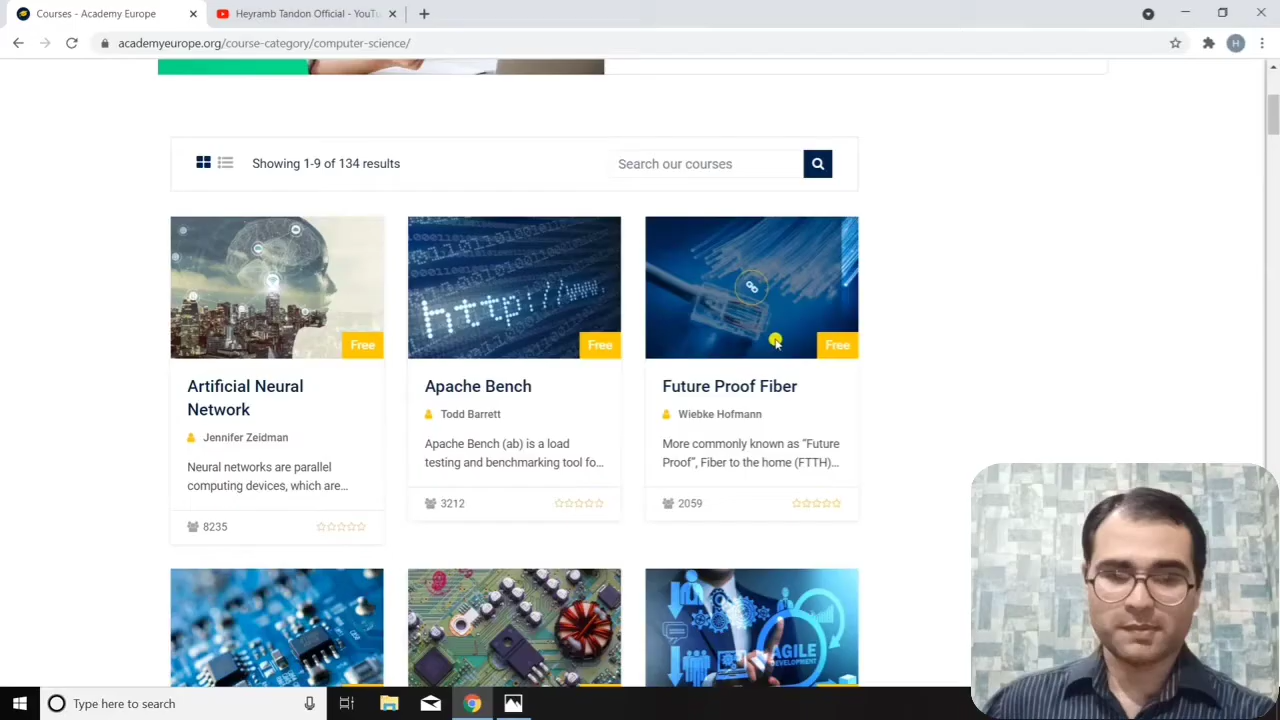 Courses - Academy Europe
Heyramb Tandon Official - YouTu
academyeurope.org/course-category/computer-science/
H
Showing 1-9 of 134 results
Search our courses
http://www.
Free
Free
Free
Artificial Neural
Network
Jennifer Zeidman
Neural networks are parallel
computing devices, which are...
8235
Apache Bench
Todd Barrett
Apache Bench (ab) is a load
testing and benchmarking tool fo...
3212
Future Proof Fiber
Wiebke Hofmann
More commonly known as “Future
Proof”, Fiber to the home (FTTH)...
2059
AGILE
DEVELOPMENT
Type here to search